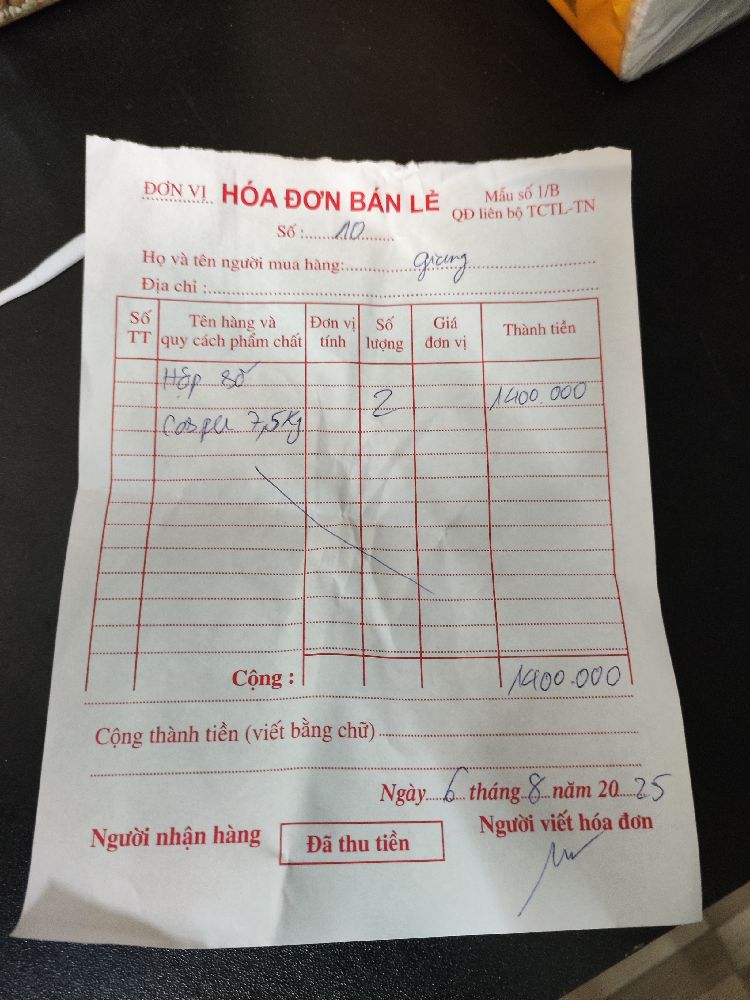 ĐƠN VỊ HÓA ĐƠN BÁN LẺ Mẫu số 1/B
QĐ liên bộ TCTL-TN
Số : 10
Họ và tên người mua hàng: giang
Địa chỉ :
Số TT Tên hàng và quy cách phẩm chất Đơn vị tính Số lượng Giá đơn vị Thành tiền
Hộp số 2 1400.000
Casper 7,5kg
Cộng : 1400.000
Cộng thành tiền (viết bằng chữ)
Ngày 6 tháng 8 năm 2025
Người nhận hàng Đã thu tiền Người viết hóa đơn